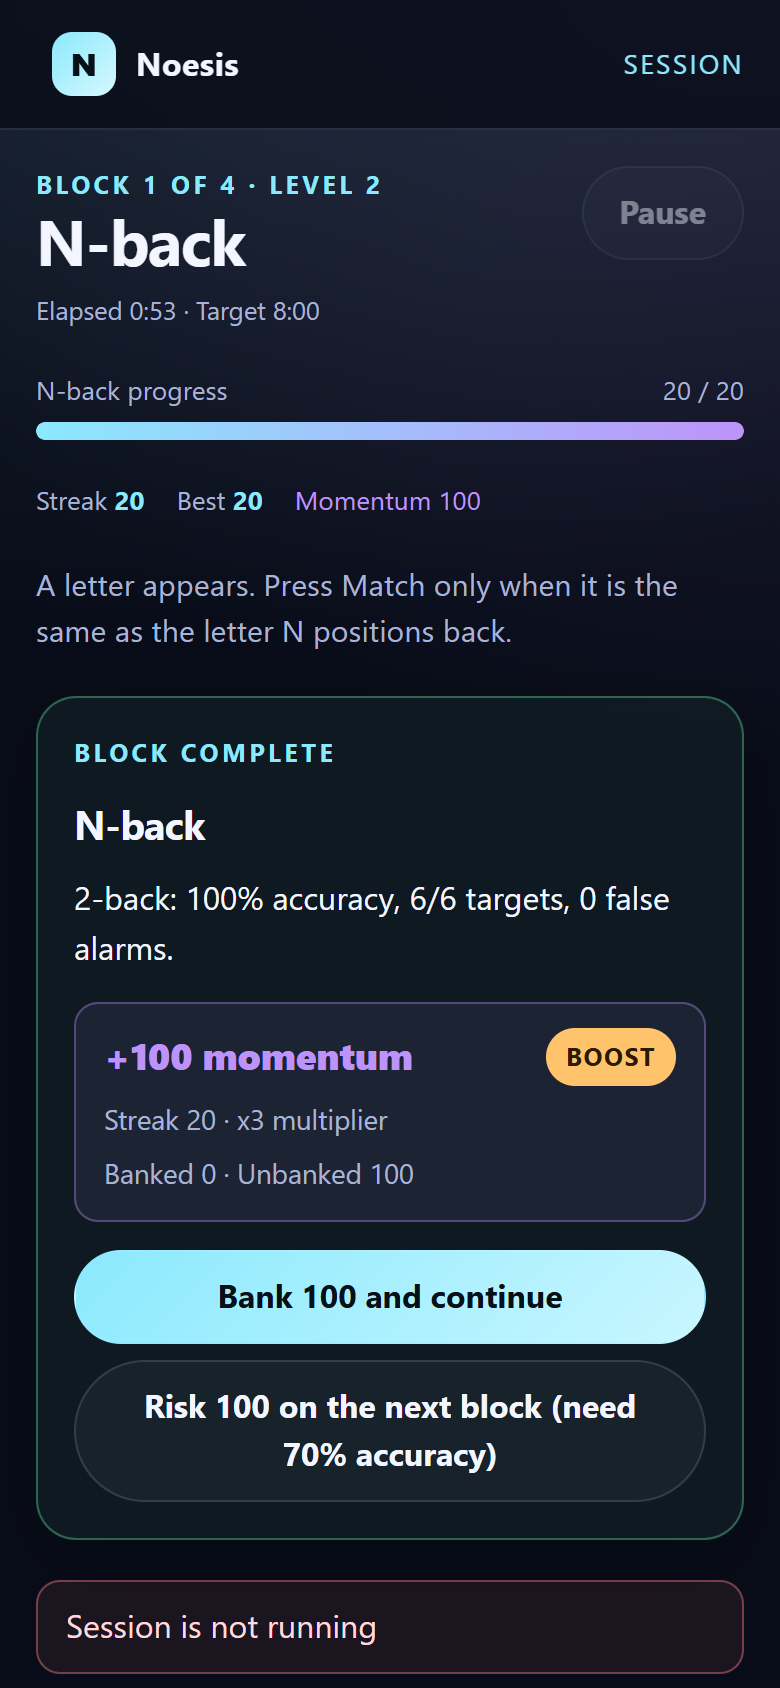 N Noesis SESSION
BLOCK 1 OF 4 · LEVEL 2
N-back
Pause
Elapsed 0:53 · Target 8:00
N-back progress 20 / 20
Streak 20 Best 20 Momentum 100
A letter appears. Press Match only when it is the
same as the letter N positions back.
BLOCK COMPLETE
N-back
2-back: 100% accuracy, 6/6 targets, 0 false
alarms.
+100 momentum BOOST
Streak 20 · x3 multiplier
Banked 0 · Unbanked 100
Bank 100 and continue
Risk 100 on the next block (need
70% accuracy)
Session is not running